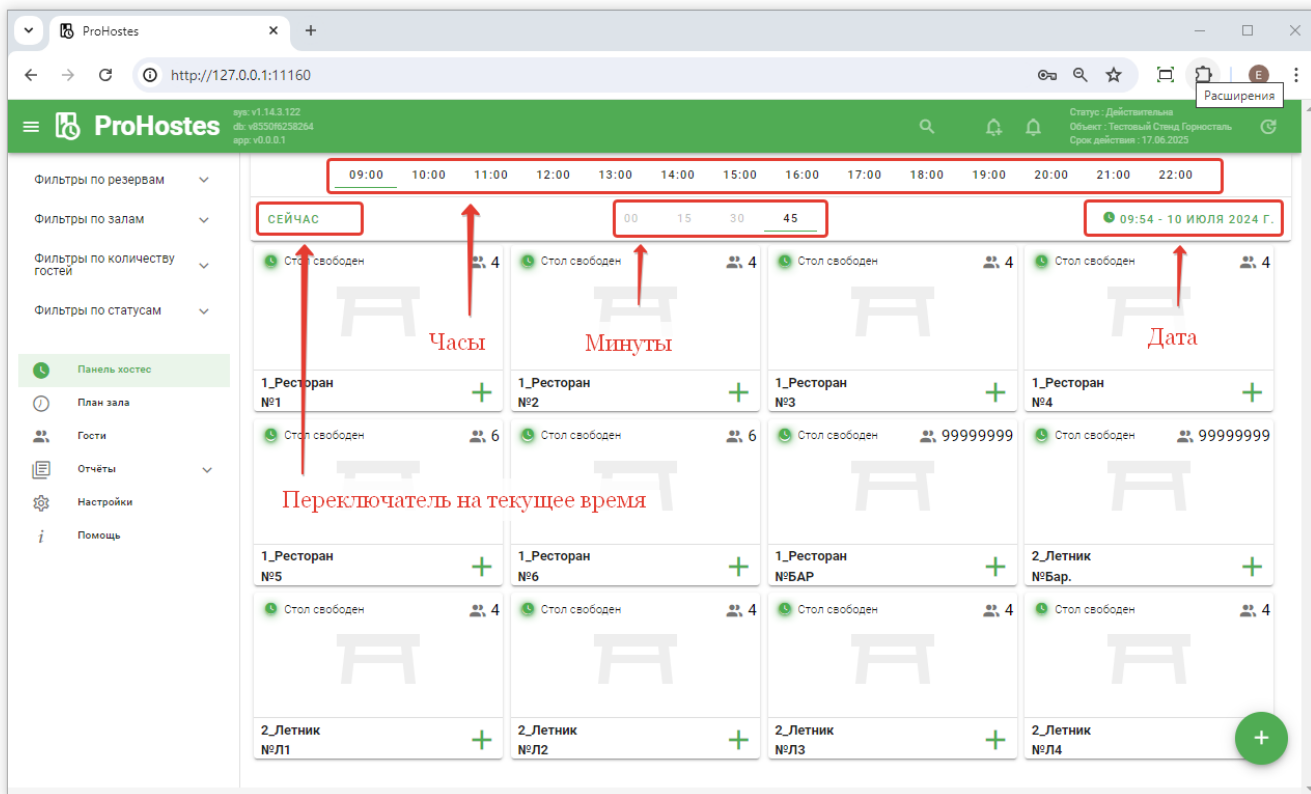 ProHostes
http://127.0.0.1:11160
E
Расширения
ProHostes
sys: v1.14.3.122
db: v8550f6258264
app: v0.0.0.1
Статус : Действительна
Объект : Тестовый Стенд Горностaль
Срок действия : 17.06.2025
Фильтры по резервам
Фильтры по залам
Фильтры по количеству
гостей
Фильтры по статусам
Панель хостес
План зала
Гости
Отчёты
Настройки
Помощь
09:00 10:00 11:00 12:00 13:00 14:00 15:00 16:00 17:00 18:00 19:00 20:00 21:00 22:00
СЕЙЧАС 00 15 30 45 09:54 - 10 ИЮЛЯ 2024 Г.
Стол свободен 4 Стол свободен 4 Стол свободен 4 Стол свободен 4
Часы Минуты Дата
1_Ресторан 1_Ресторан 1_Ресторан 1_Ресторан
№1 №2 №3 №4
Стол свободен 6 Стол свободен 6 Стол свободен 99999999 Стол свободен 99999999
Переключатель на текущее время
1_Ресторан 1_Ресторан 1_Ресторан 2_Летник
№5 №6 №БАР №Бар.
Стол свободен 4 Стол свободен 4 Стол свободен 4 Стол свободен 4
2_Летник 2_Летник 2_Летник 2_Летник
№Л1 №Л2 №Л3 №Л4